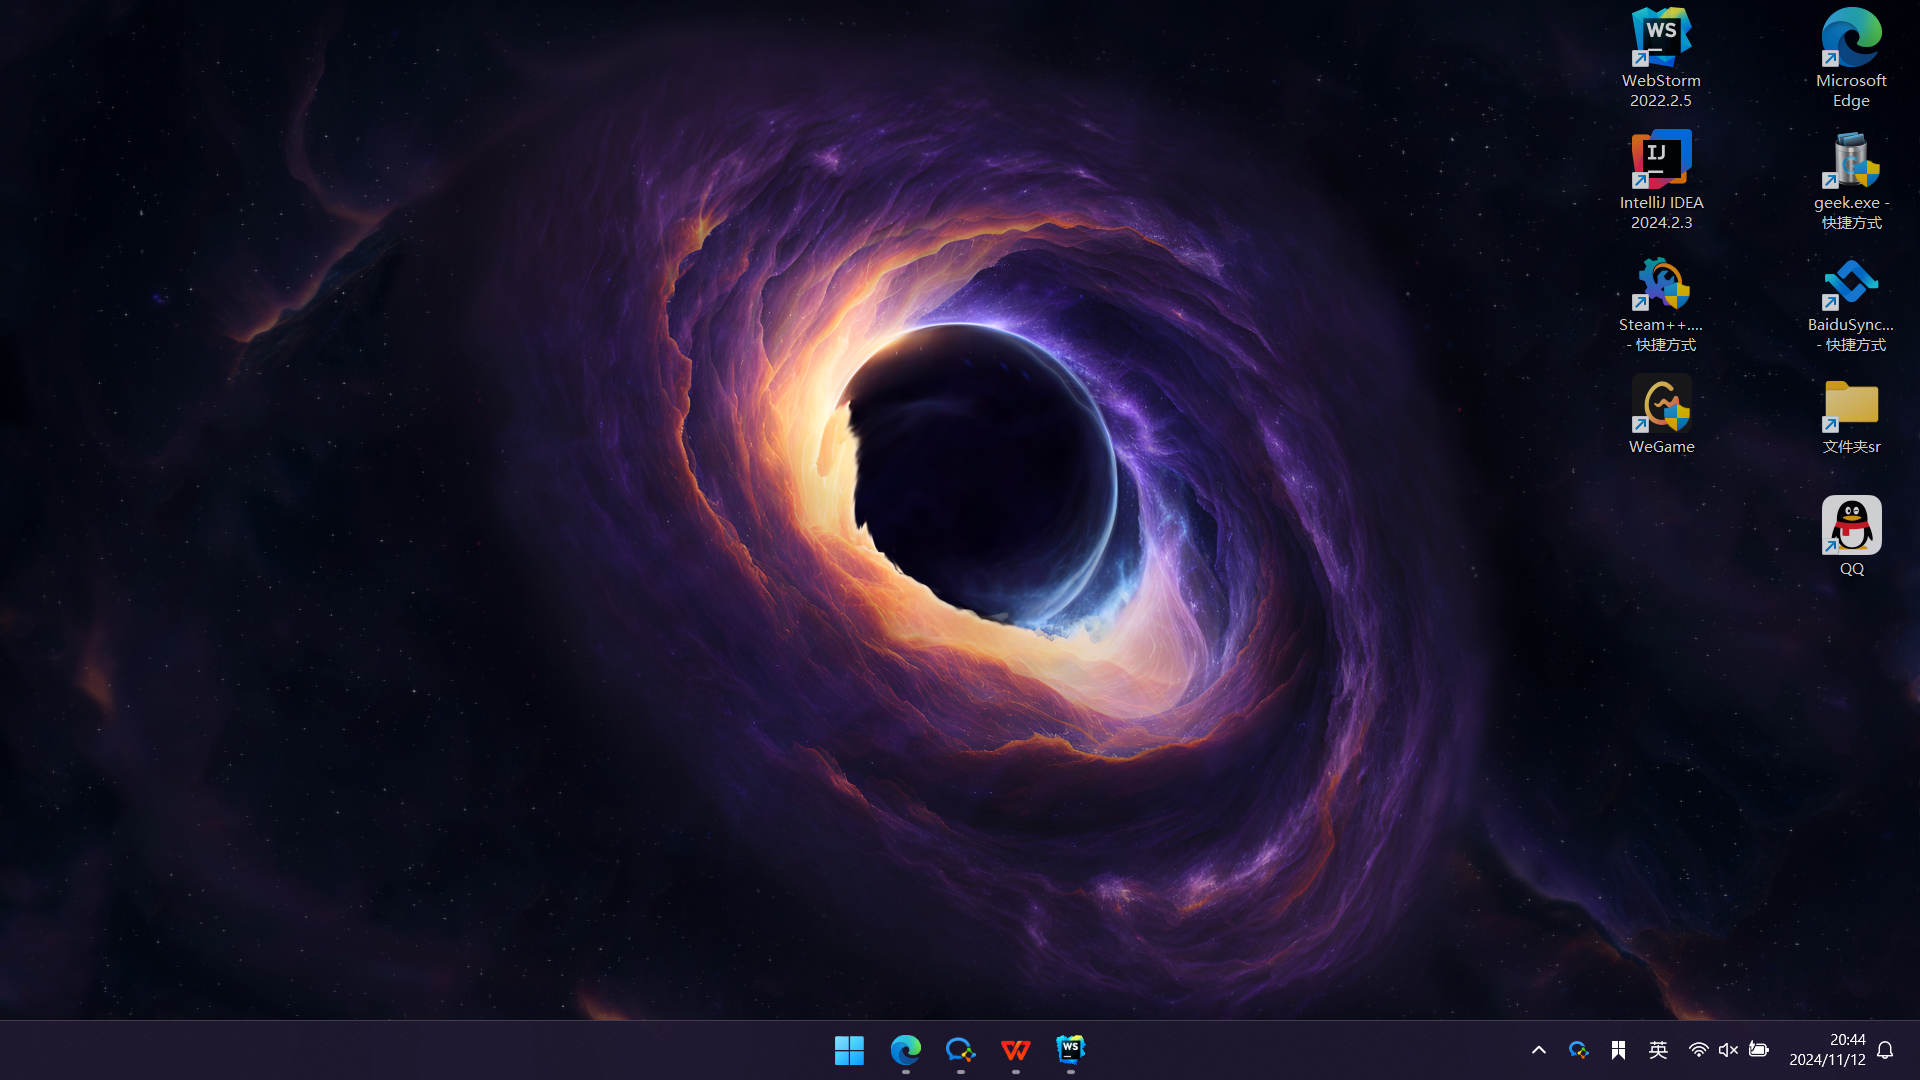 WS
WebStorm
2022.2.5
Microsoft
Edge
IJ
IntelliJ IDEA
2024.2.3
geek.exe -
快捷方式
Steam++....
- 快捷方式
BaiduSync...
- 快捷方式
WeGame
文件夹sr
QQ
WS
英
20:44
2024/11/12